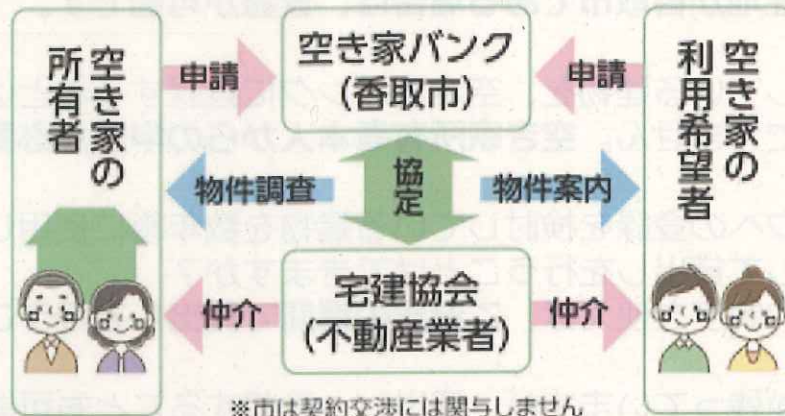 空き家の
所有者
申請
空き家バンク
(香取市)
申請
空き家の
利用希望者
物件調査
協定
物件案内
仲介
宅建協会
(不動産業者)
仲介
※市は契約交渉には関与しません